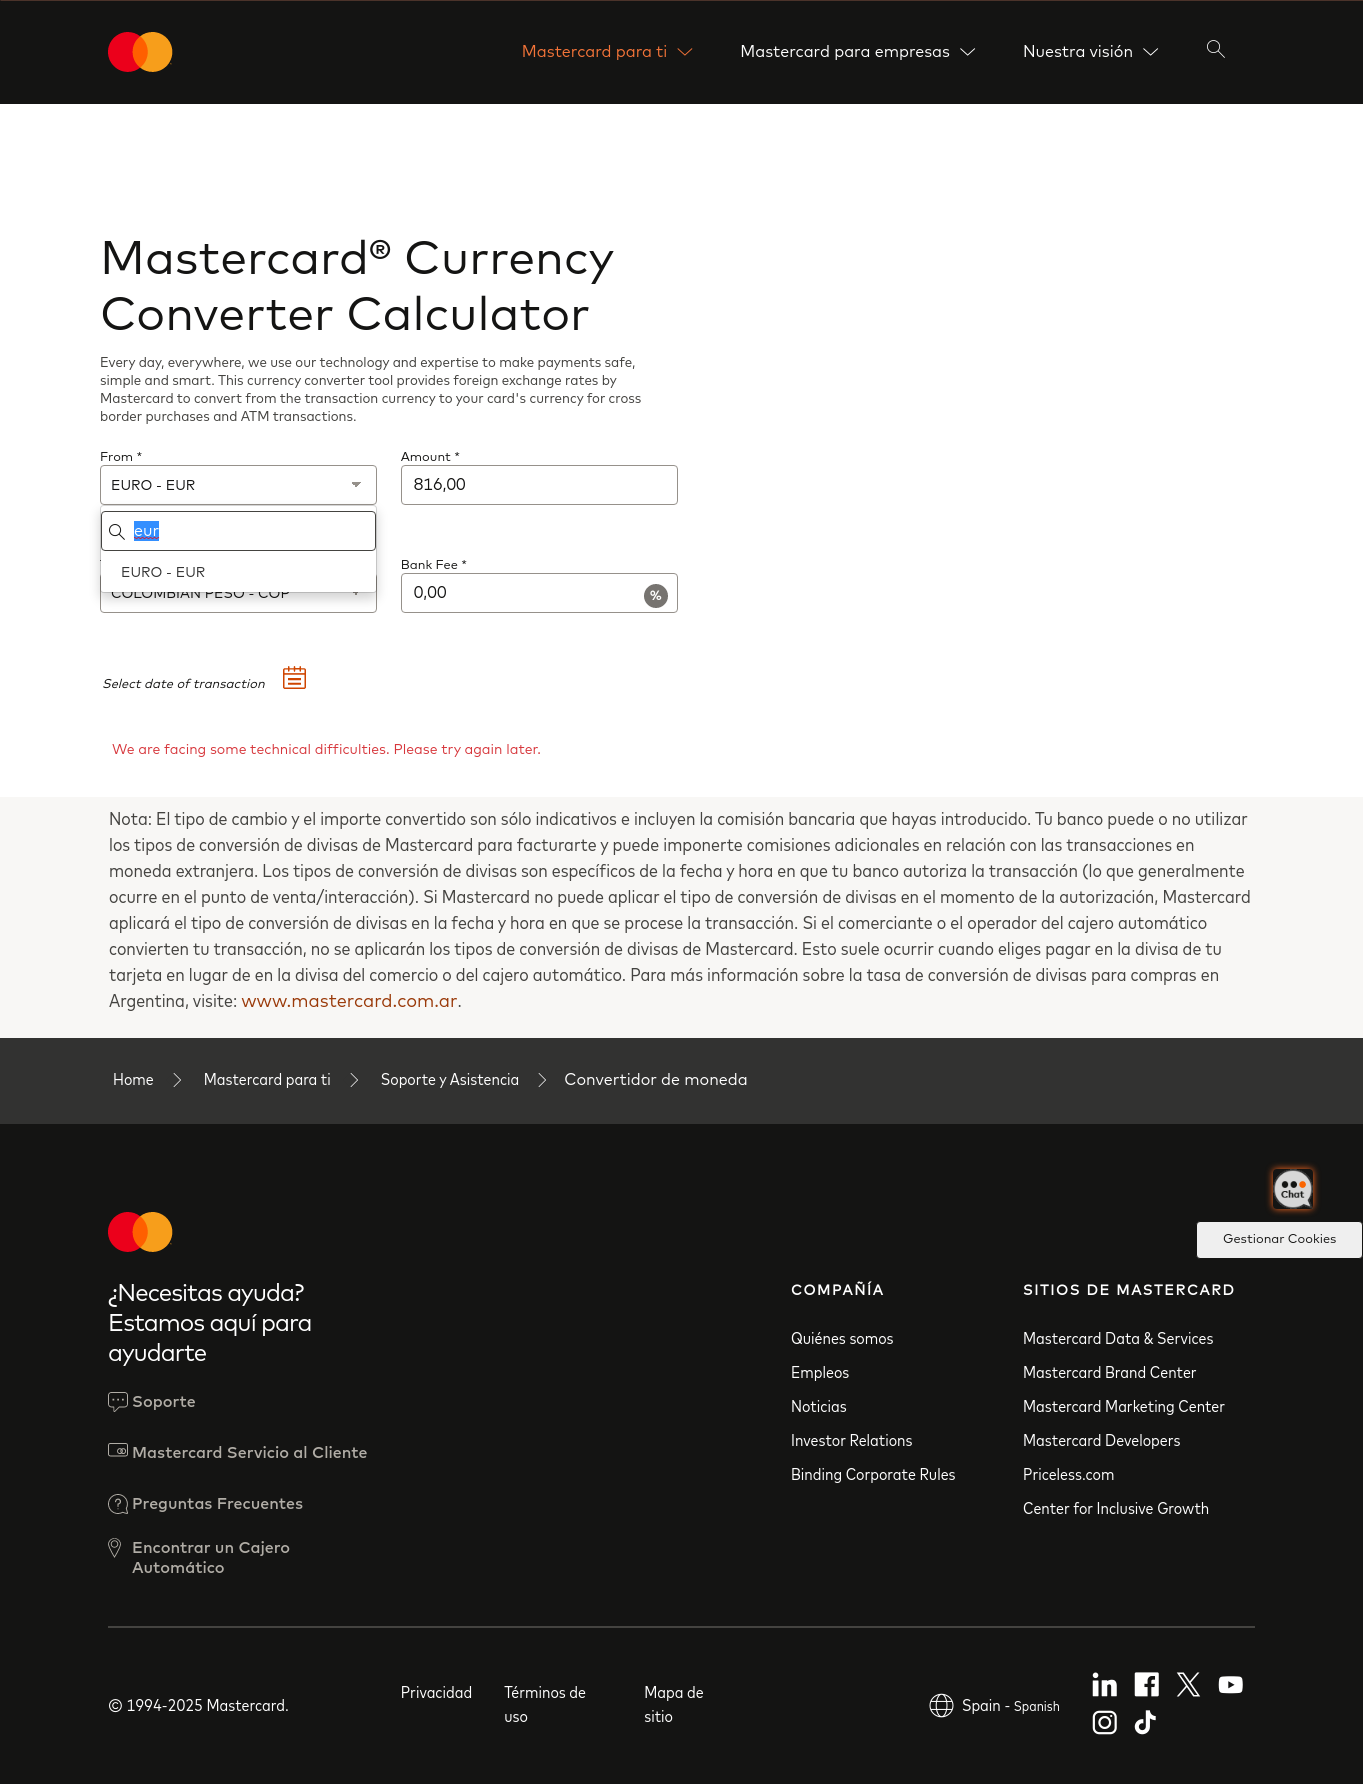 Mastercard para ti
Mastercard para empresas
Nuestra visión
Mastercard® Currency
Converter Calculator
Every day, everywhere, we use our technology and expertise to make payments safe,
simple and smart. This currency converter tool provides foreign exchange rates by
Mastercard to convert from the transaction currency to your card's currency for cross
border purchases and ATM transactions.
From *
Amount *
EURO - EUR
816,00
eur
EURO - EUR
Bank Fee *
COLOMBIAN PESO - COP
0,00
%
Select date of transaction
We are facing some technical difficulties. Please try again later.
Nota: El tipo de cambio y el importe convertido son sólo indicativos e incluyen la comisión bancaria que hayas introducido. Tu banco puede o no utilizar
los tipos de conversión de divisas de Mastercard para facturarte y puede imponerte comisiones adicionales en relación con las transacciones en
moneda extranjera. Los tipos de conversión de divisas son específicos de la fecha y hora en que tu banco autoriza la transacción (lo que generalmente
ocurre en el punto de venta/interacción). Si Mastercard no puede aplicar el tipo de conversión de divisas en el momento de la autorización, Mastercard
aplicará el tipo de conversión de divisas en la fecha y hora en que se procese la transacción. Si el comerciante o el operador del cajero automático
convierten tu transacción, no se aplicarán los tipos de conversión de divisas de Mastercard. Esto suele ocurrir cuando eliges pagar en la divisa de tu
tarjeta en lugar de en la divisa del comercio o del cajero automático. Para más información sobre la tasa de conversión de divisas para compras en
Argentina, visite: www.mastercard.com.ar.
Home
Mastercard para ti
Soporte y Asistencia
Convertidor de moneda
Chat
Gestionar Cookies
¿Necesitas ayuda?
Estamos aquí para
ayudarte
Soporte
Mastercard Servicio al Cliente
Preguntas Frecuentes
Encontrar un Cajero
Automático
COMPAÑÍA
Quiénes somos
Empleos
Noticias
Investor Relations
Binding Corporate Rules
SITIOS DE MASTERCARD
Mastercard Data & Services
Mastercard Brand Center
Mastercard Marketing Center
Mastercard Developers
Priceless.com
Center for Inclusive Growth
© 1994-2025 Mastercard.
Privacidad
Términos de
uso
Mapa de
sitio
Spain - Spanish